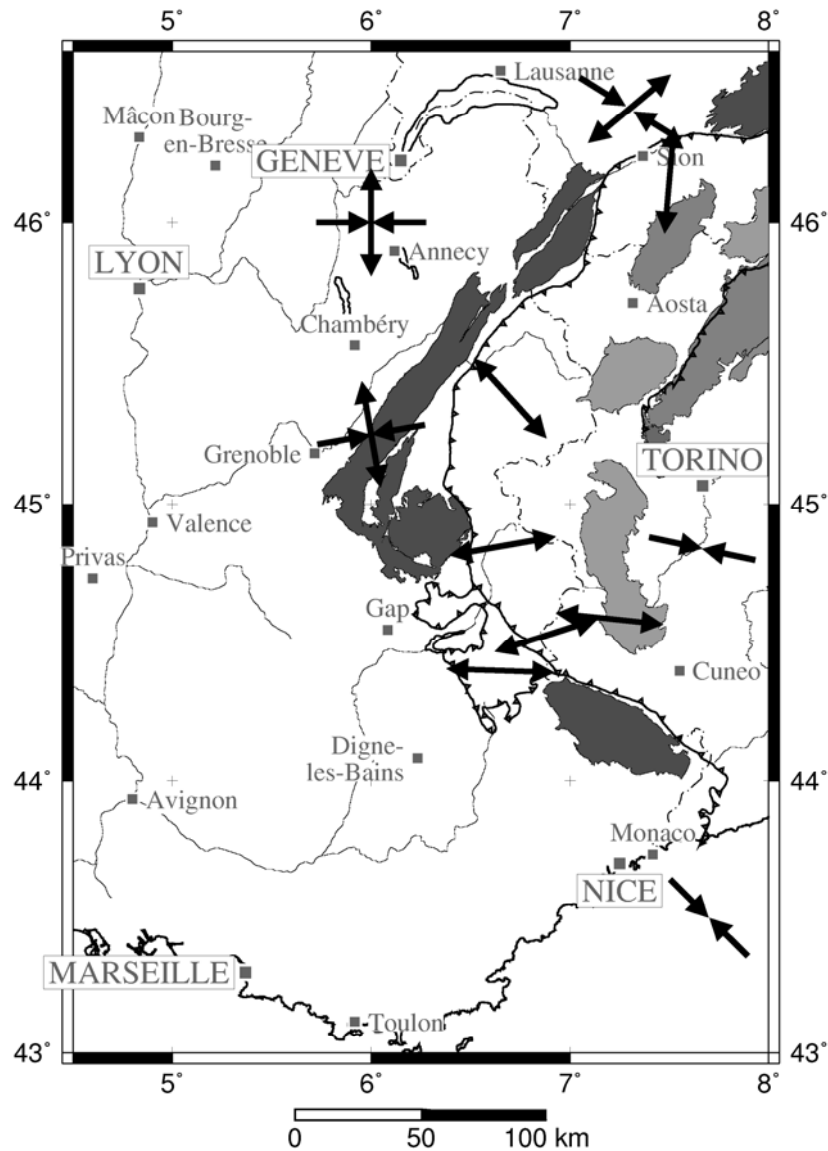 5˚ 6˚ 7˚ 8˚
Lausanne
Mâcon
Bourg-
en-Bresse
GENEVE
Sion
46˚ 46˚
Annecy
LYON
Aosta
Chambéry
Grenoble
TORINO
45˚ 45˚
Valence
Privas
Gap
Cuneo
Digne-
les-Bains
44˚ 44˚
Avignon
Monaco
NICE
MARSEILLE
Toulon
43˚ 43˚
5˚ 6˚ 7˚ 8˚
0 50 100 km